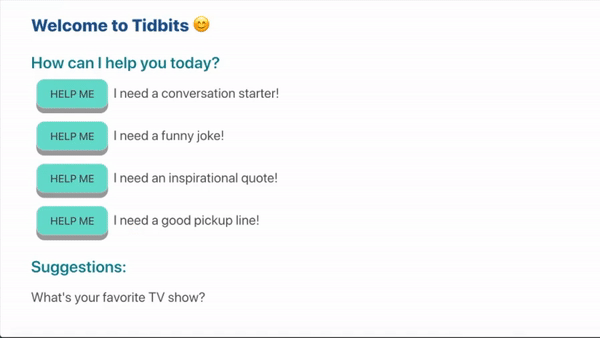 Welcome to Tidbits 😊
How can I help you today?
HELP ME I need a conversation starter!
HELP ME I need a funny joke!
HELP ME I need an inspirational quote!
HELP ME I need a good pickup line!
Suggestions:
What's your favorite TV show?